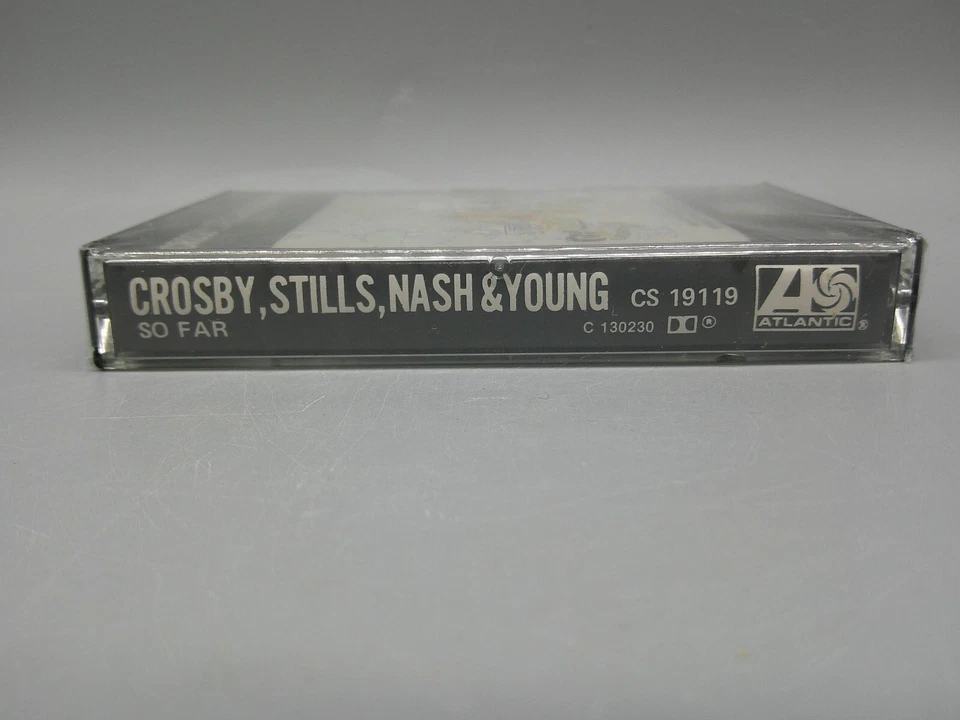 CROSBY, STILLS, NASH & YOUNG CS 19119
SO FAR C 130230 ®
ATLANTIC ®